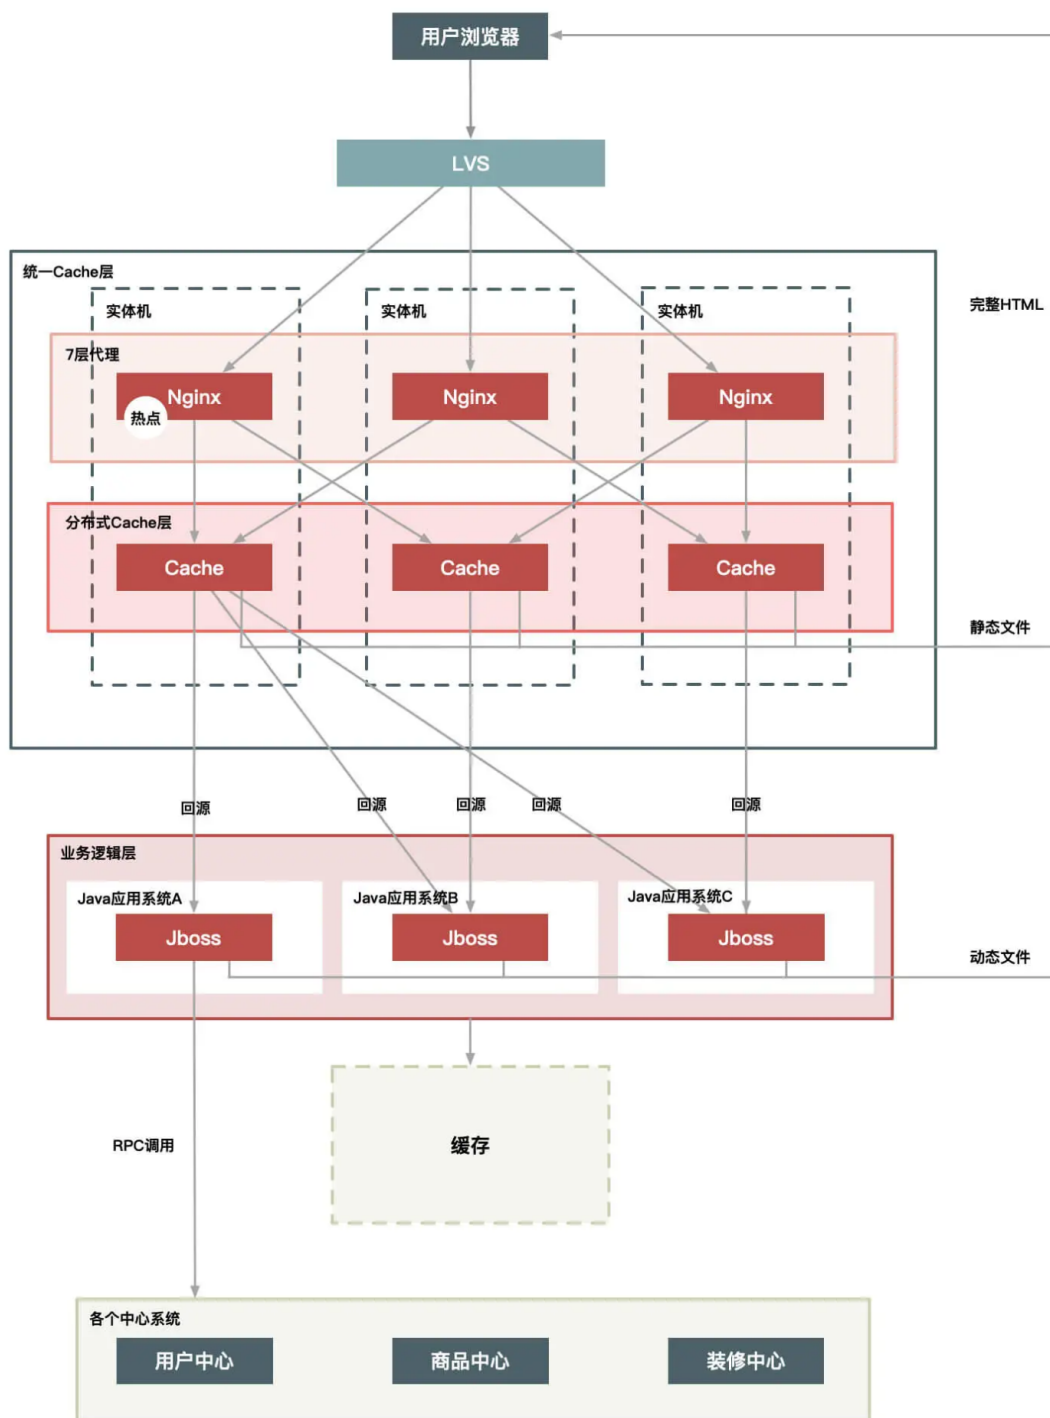 用户浏览器
LVS
统一Cache层
实体机
实体机
实体机
完整HTML
7层代理
Nginx
Nginx
Nginx
热点
分布式Cache层
Cache
Cache
Cache
静态文件
回源
回源
回源
回源
回源
业务逻辑层
Java应用系统A
Java应用系统B
Java应用系统C
Jboss
Jboss
Jboss
动态文件
RPC调用
缓存
各个中心系统
用户中心
商品中心
装修中心